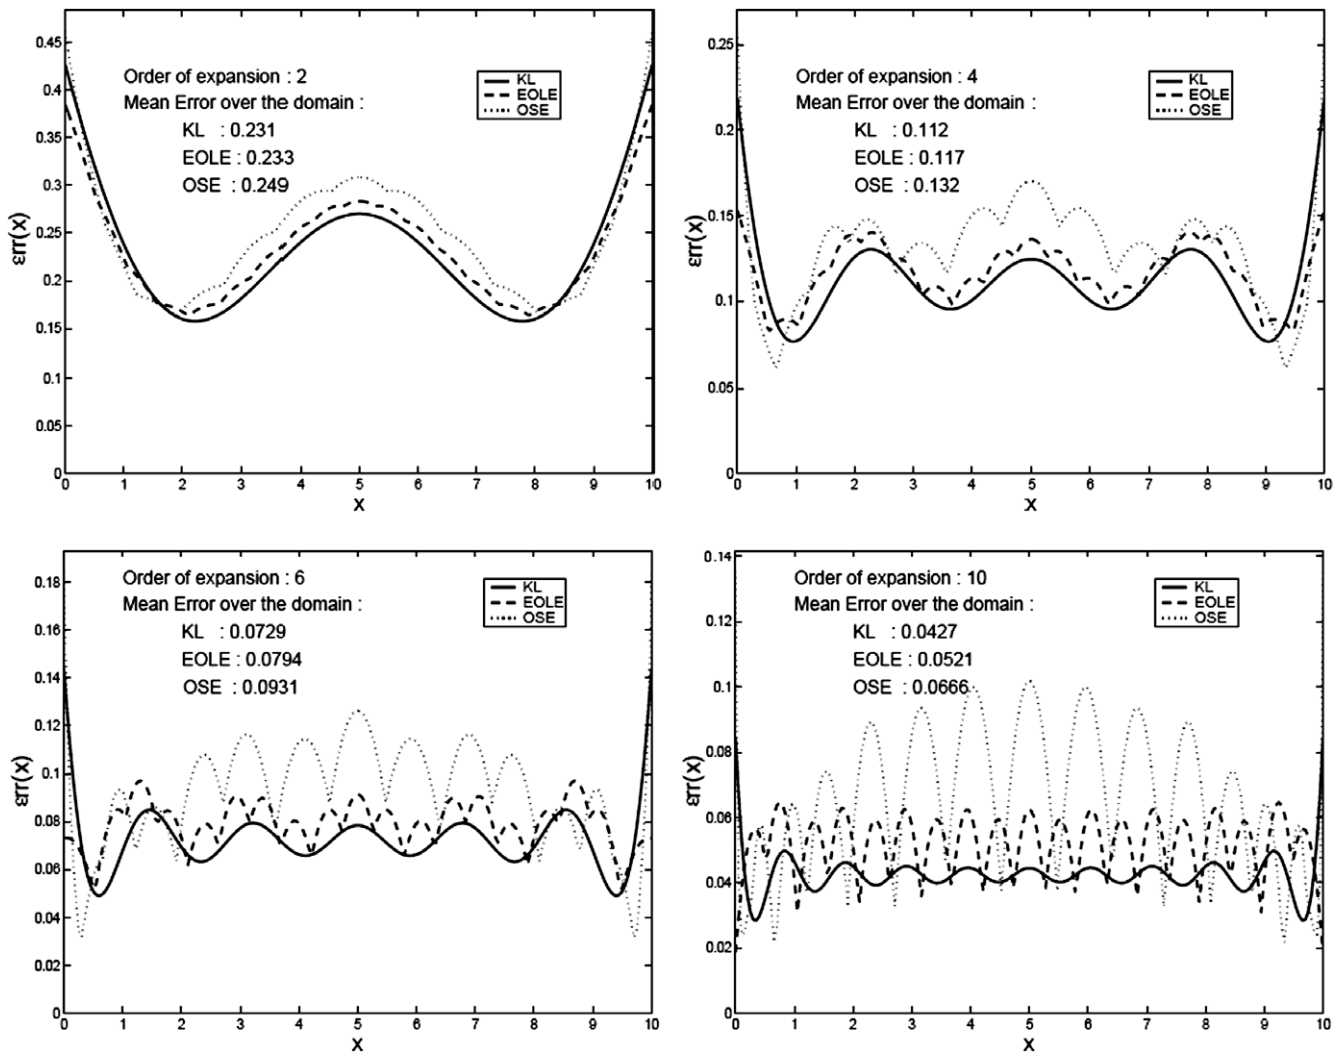 Order of expansion : 2
Mean Error over the domain :
KL : 0.231
EOLE : 0.233
OSE : 0.249
KL
EOLE
OSE
εrr(x)
0.45
0.4
0.35
0.3
0.25
0.2
0.15
0.1
0.05
0
0 1 2 3 4 5 6 7 8 9 10
x
Order of expansion : 4
Mean Error over the domain :
KL : 0.112
EOLE : 0.117
OSE : 0.132
KL
EOLE
OSE
εrr(x)
0.25
0.2
0.15
0.1
0.05
0
0 1 2 3 4 5 6 7 8 9 10
x
Order of expansion : 6
Mean Error over the domain :
KL : 0.0729
EOLE : 0.0794
OSE : 0.0931
KL
EOLE
OSE
εrr(x)
0.18
0.16
0.14
0.12
0.1
0.08
0.06
0.04
0.02
0
0 1 2 3 4 5 6 7 8 9 10
x
Order of expansion : 10
Mean Error over the domain :
KL : 0.0427
EOLE : 0.0521
OSE : 0.0666
KL
EOLE
OSE
εrr(x)
0.14
0.12
0.1
0.08
0.06
0.04
0.02
0
0 1 2 3 4 5 6 7 8 9 10
x